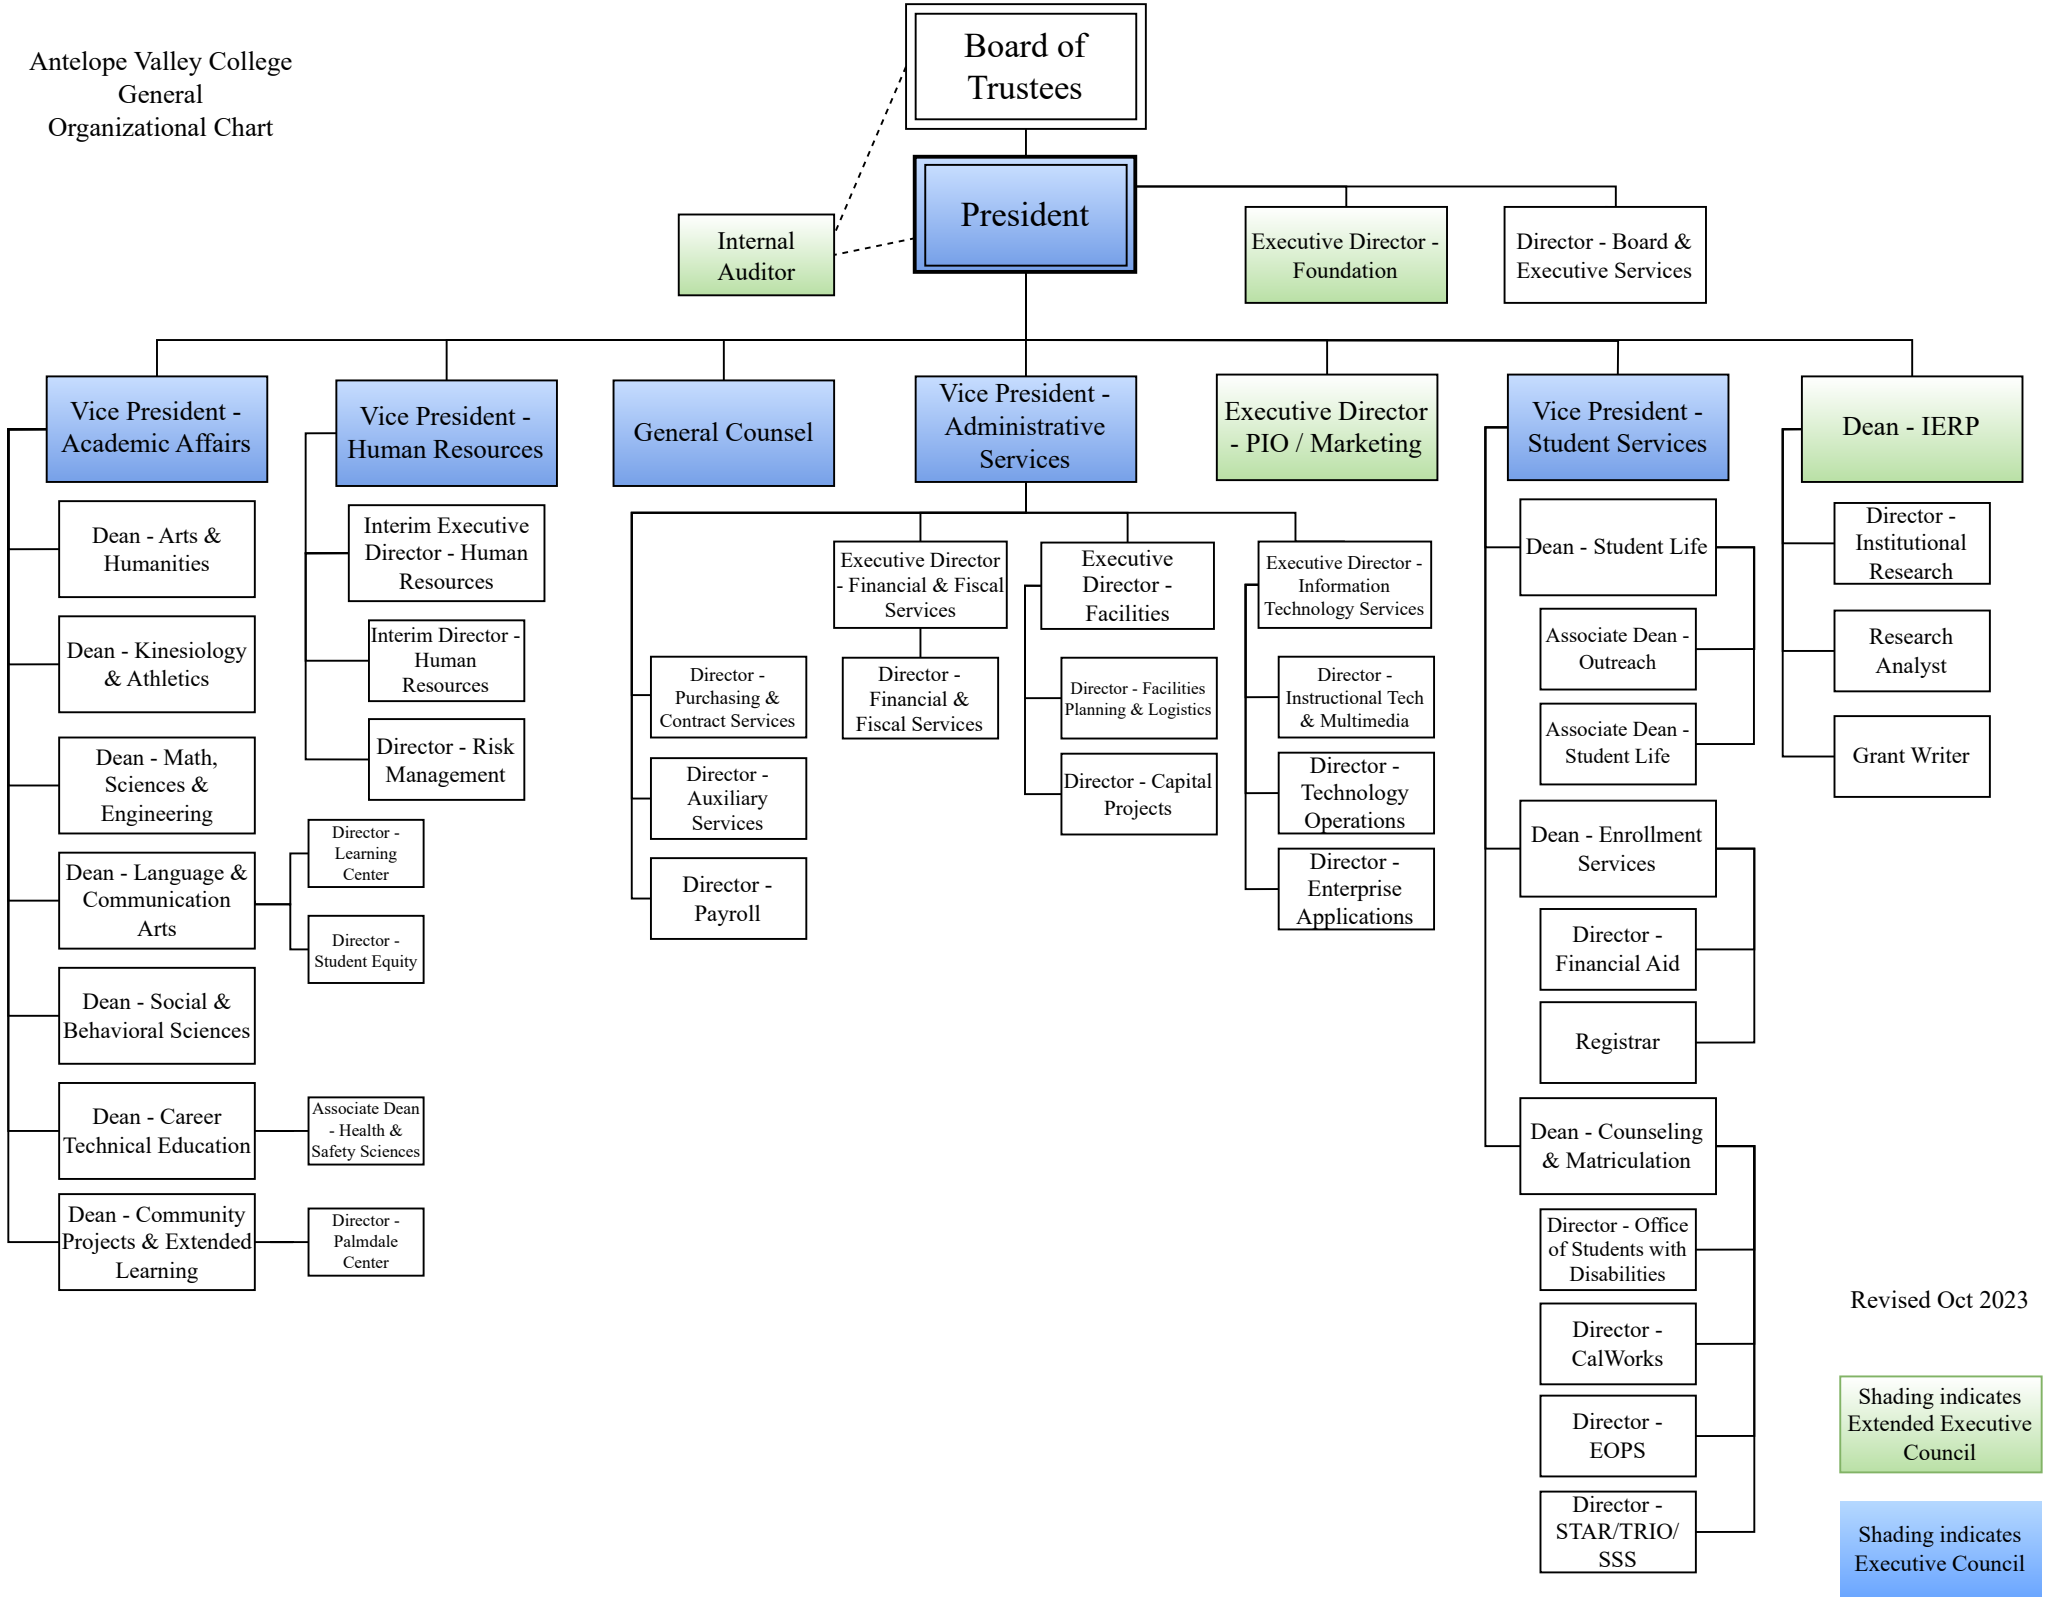 Antelope Valley College
General
Organizational Chart
Board of
Trustees
President
Internal
Auditor
Executive Director -
Foundation
Director - Board &
Executive Services
Vice President -
Academic Affairs
Vice President -
Human Resources
General Counsel
Vice President -
Administrative
Services
Executive Director
- PIO / Marketing
Vice President -
Student Services
Dean - IERP
Dean - Arts &
Humanities
Dean - Kinesiology
& Athletics
Dean - Math,
Sciences &
Engineering
Dean - Language &
Communication
Arts
Director -
Learning
Center
Director -
Student Equity
Dean - Social &
Behavioral Sciences
Dean - Career
Technical Education
Associate Dean
- Health &
Safety Sciences
Dean - Community
Projects & Extended
Learning
Director -
Palmdale
Center
Interim Executive
Director - Human
Resources
Interim Director -
Human
Resources
Director - Risk
Management
Director -
Purchasing &
Contract Services
Director -
Auxiliary
Services
Director -
Payroll
Executive Director
- Financial & Fiscal
Services
Director -
Financial &
Fiscal Services
Executive
Director -
Facilities
Director - Facilities
Planning & Logistics
Director - Capital
Projects
Executive Director -
Information
Technology Services
Director -
Instructional Tech
& Multimedia
Director -
Technology
Operations
Director -
Enterprise
Applications
Dean - Student Life
Associate Dean -
Outreach
Associate Dean -
Student Life
Dean - Enrollment
Services
Director -
Financial Aid
Registrar
Dean - Counseling
& Matriculation
Director - Office
of Students with
Disabilities
Director -
CalWorks
Director -
EOPS
Director -
STAR/TRIO/
SSS
Director -
Institutional
Research
Research
Analyst
Grant Writer
Revised Oct 2023
Shading indicates
Extended Executive
Council
Shading indicates
Executive Council